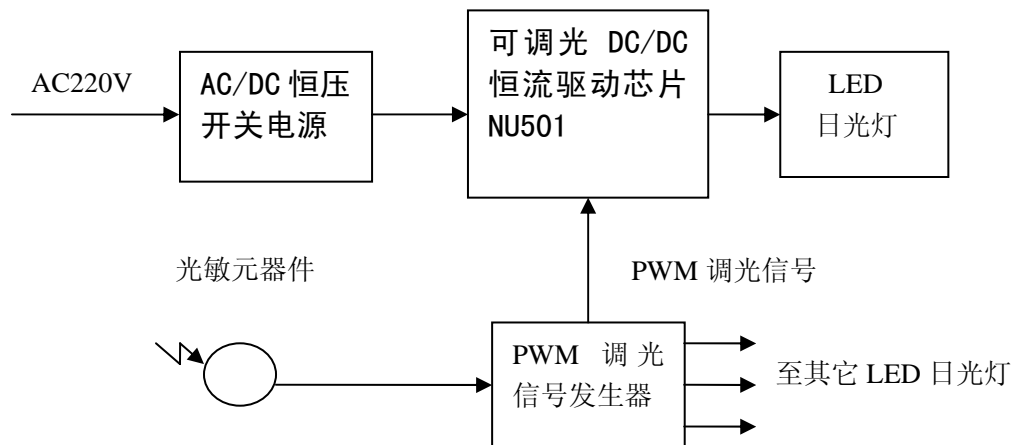 AC220V
AC/DC 恒压
开关电源
可调光 DC/DC
恒流驱动芯片
NU501
LED
日光灯
光敏元器件
PWM 调光信号
PWM 调光
信号发生器
至其它 LED 日光灯